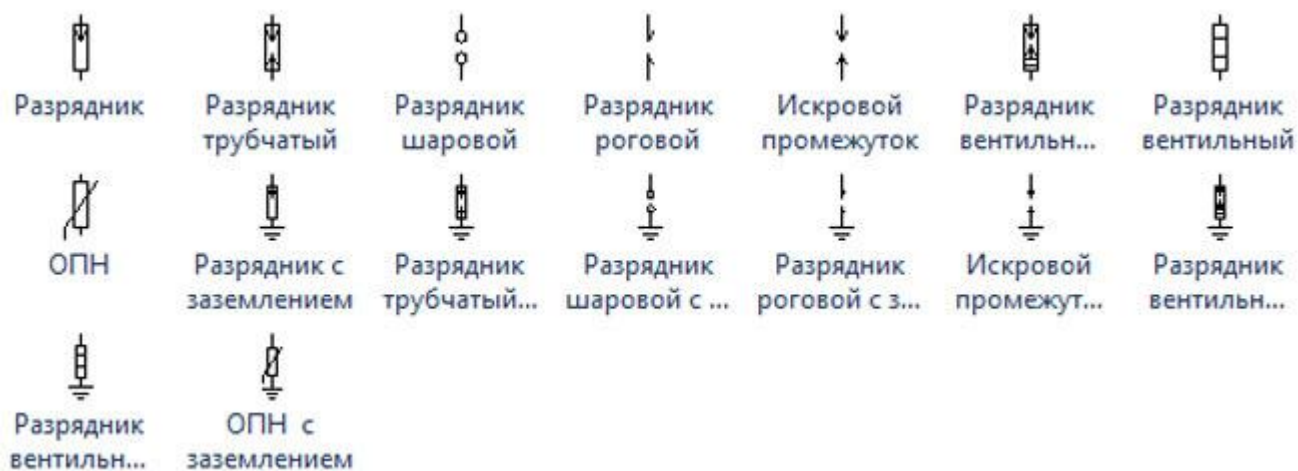 Разрядник
Разрядник трубчатый
Разрядник шаровой
Разрядник роговой
Искровой промежуток
Разрядник вентильн...
Разрядник вентильный
ОПН
Разрядник с заземлением
Разрядник трубчатый...
Разрядник шаровой с ...
Разрядник роговой с з...
Искровой промежут...
Разрядник вентильн...
Разрядник вентильн...
ОПН с заземлением